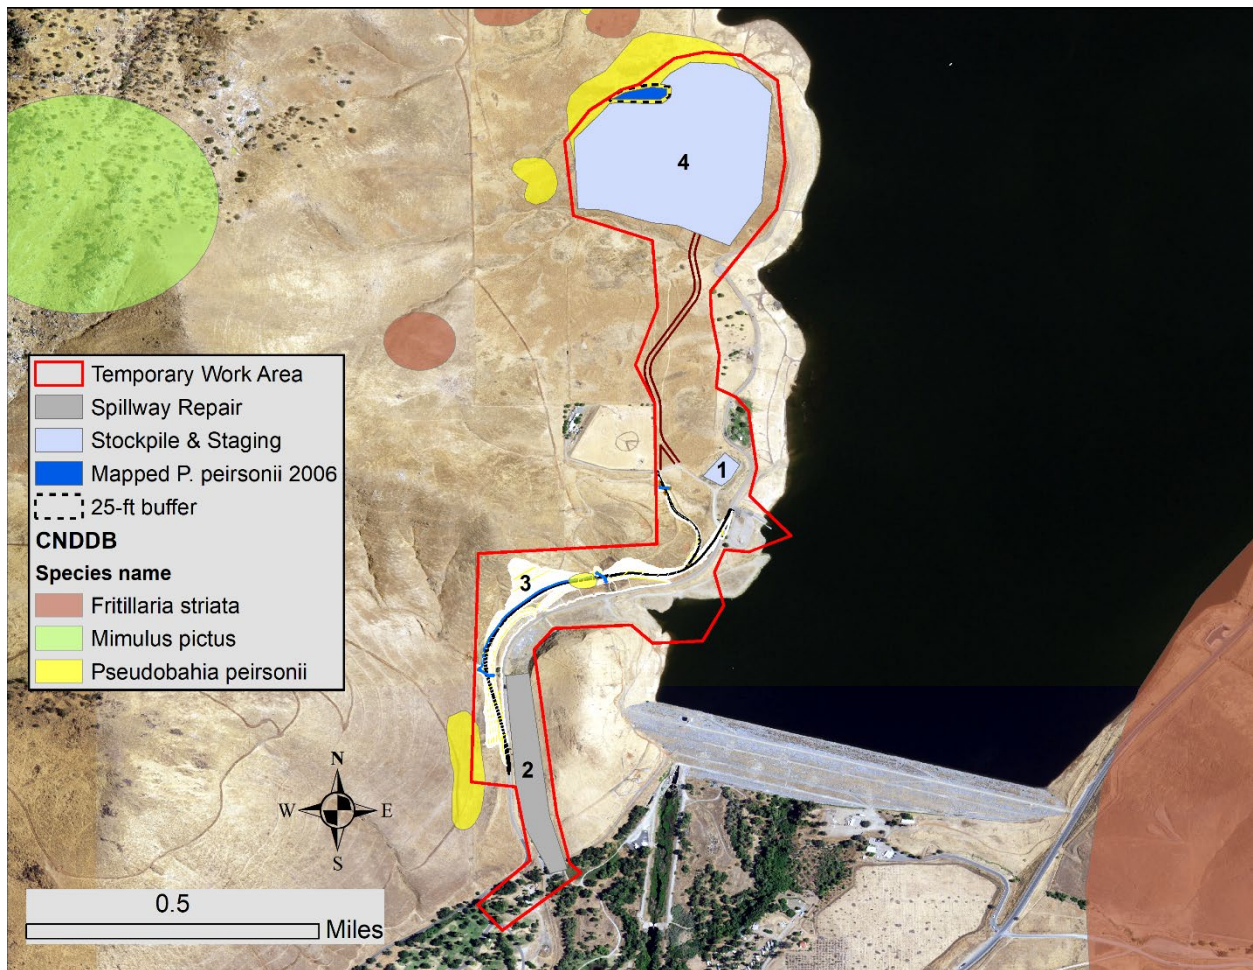 4
1
3
2
Temporary Work Area
Spillway Repair
Stockpile & Staging
Mapped P. peirsonii 2006
25-ft buffer
CNDDB
Species name
Fritillaria striata
Mimulus pictus
Pseudobahia peirsonii
N
W E
S
0.5
Miles